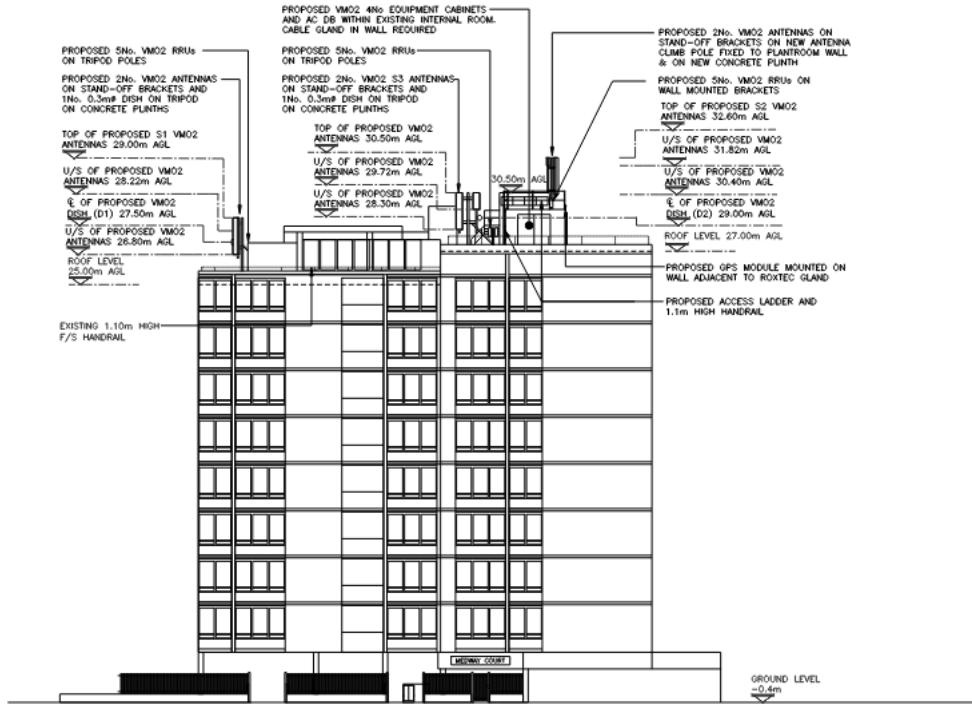 PROPOSED VMO2 4No EQUIPMENT CABINETS
AND AC DB WITHIN EXISTING INTERNAL ROOM.
CABLE GLAND IN WALL REQUIRED
PROPOSED 5No. VMO2 RRUs
ON TRIPOD POLES
PROPOSED 2No. VMO2 ANTENNAS
ON STAND-OFF BRACKETS AND
1No. 0.3mø DISH ON TRIPOD
ON CONCRETE PLINTHS
TOP OF PROPOSED S1 VMO2
ANTENNAS 29.00m AGL
U/S OF PROPOSED VMO2
ANTENNAS 28.22m AGL
℄ OF PROPOSED VMO2
DISH (D1) 27.50m AGL
U/S OF PROPOSED VMO2
ANTENNAS 26.80m AGL
ROOF LEVEL
25.00m AGL
EXISTING 1.10m HIGH
F/S HANDRAIL
PROPOSED 5No. VMO2 RRUs
ON TRIPOD POLES
PROPOSED 2No. VMO2 S3 ANTENNAS
ON STAND-OFF BRACKETS AND
1No. 0.3mø DISH ON TRIPOD
ON CONCRETE PLINTHS
TOP OF PROPOSED VMO2
ANTENNAS 30.50m AGL
U/S OF PROPOSED VMO2
ANTENNAS 29.72m AGL
U/S OF PROPOSED VMO2
ANTENNAS 28.30m AGL
30.50m AGL
PROPOSED 2No. VMO2 ANTENNAS ON
STAND-OFF BRACKETS ON NEW ANTENNA
CLIMB POLE FIXED TO PLANTROOM WALL
& ON NEW CONCRETE PLINTH
PROPOSED 5No. VMO2 RRUs ON
WALL MOUNTED BRACKETS
TOP OF PROPOSED S2 VMO2
ANTENNAS 32.60m AGL
U/S OF PROPOSED VMO2
ANTENNAS 31.82m AGL
U/S OF PROPOSED VMO2
ANTENNAS 30.40m AGL
℄ OF PROPOSED VMO2
DISH (D2) 29.00m AGL
ROOF LEVEL 27.00m AGL
PROPOSED GPS MODULE MOUNTED ON
WALL ADJACENT TO ROXTEC GLAND
PROPOSED ACCESS LADDER AND
1.1m HIGH HANDRAIL
MEDWAY COURT
GROUND LEVEL
-0.4m